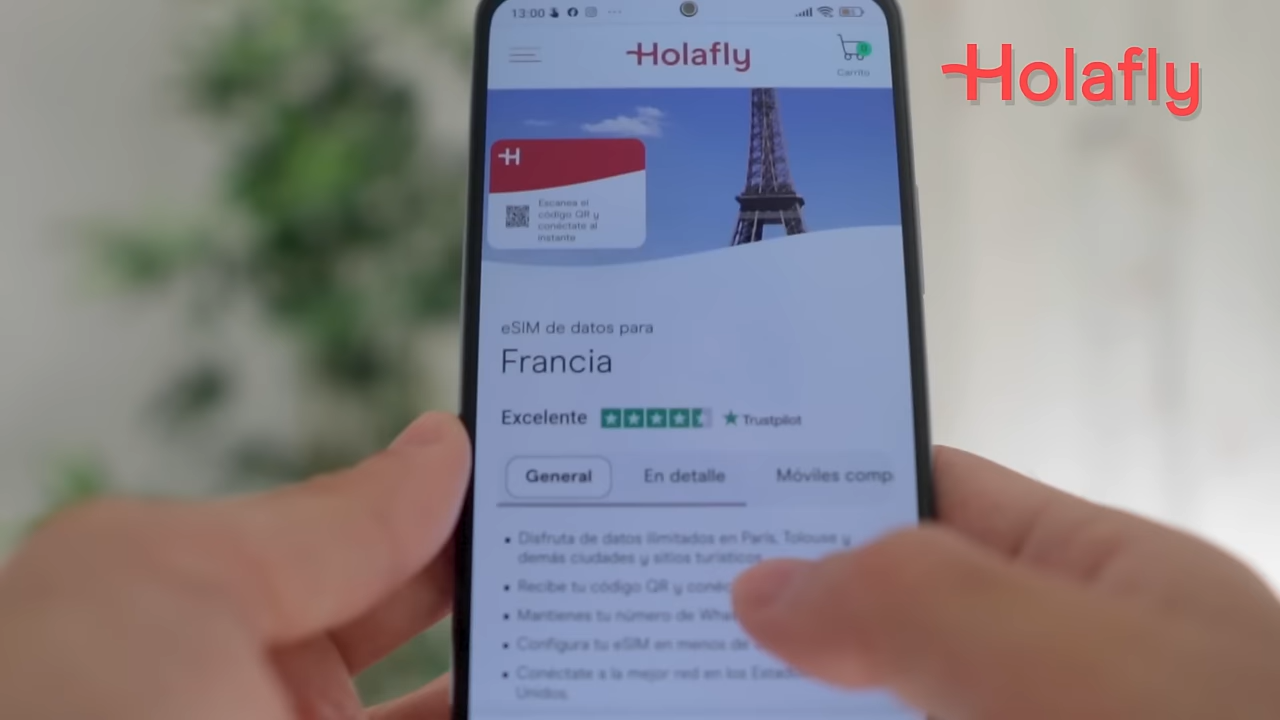 13:00
Holafly
Carrito
Holafly
Escanea el
código QR y
conéctate al
instante
eSIM de datos para
Francia
Excelente
Trustpilot
General
En detalle
Móviles comp
Disfruta de datos ilimitados en París, Tolouse y
demás ciudades y sitios turísticos
Recibe tu código QR y
Mantienes tu número de
Configura tu eSIM en menos de
Conéctate a la mejor red en los
Unidos.